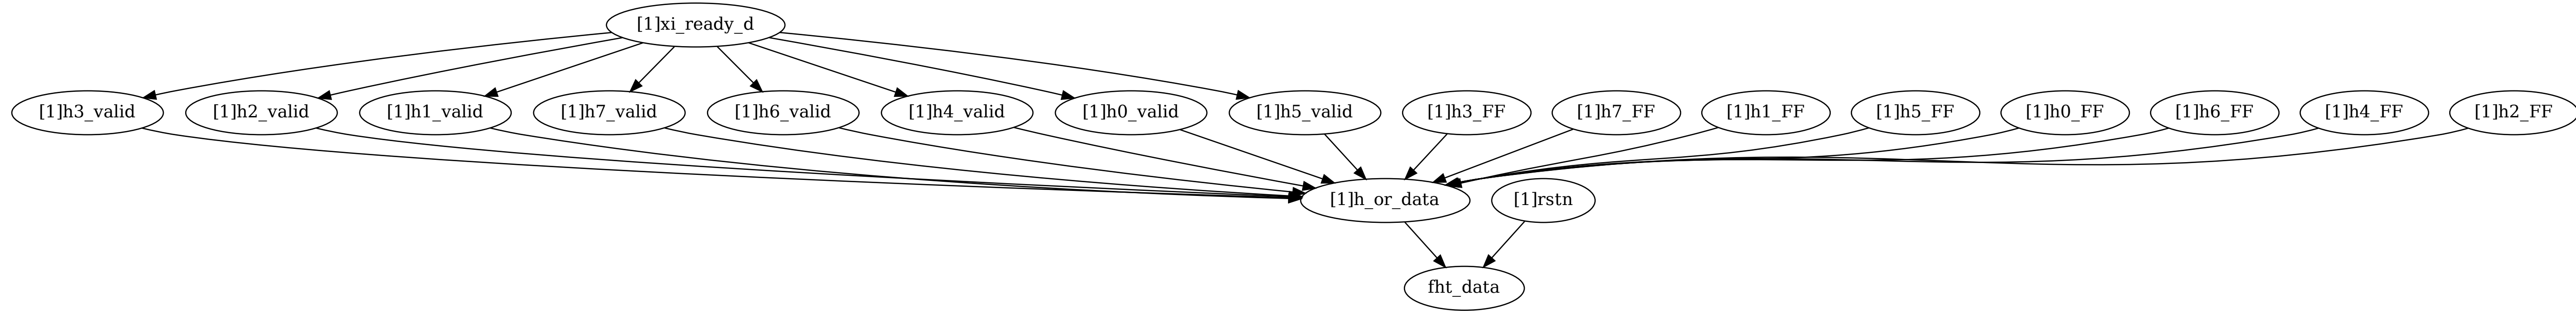 [1]xi_ready_d
[1]h3_valid
[1]h2_valid
[1]h1_valid
[1]h7_valid
[1]h6_valid
[1]h4_valid
[1]h0_valid
[1]h5_valid
[1]h3_FF
[1]h7_FF
[1]h1_FF
[1]h5_FF
[1]h0_FF
[1]h6_FF
[1]h4_FF
[1]h2_FF
[1]h_or_data
[1]rstn
fht_data